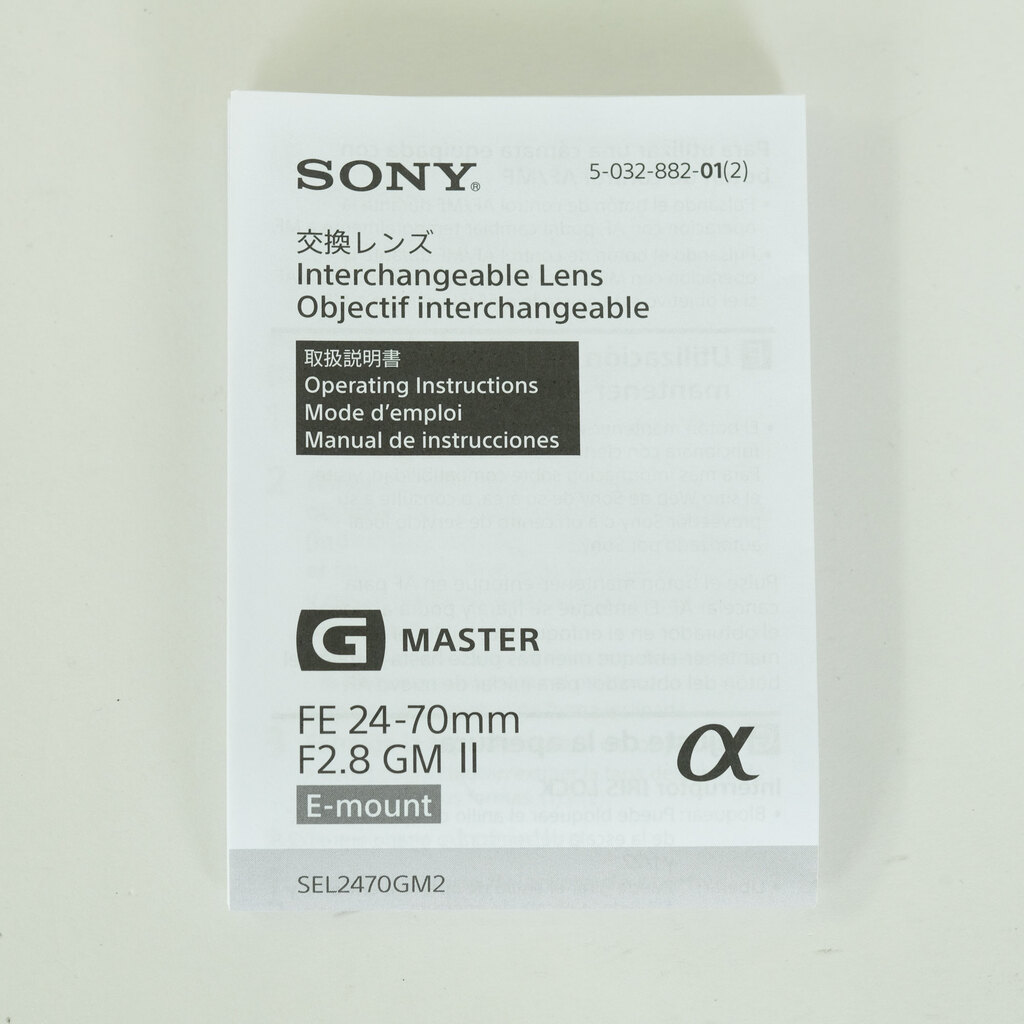 SONY®
5-032-882-01(2)
交換レンズ
Interchangeable Lens
Objectif interchangeable
取扱説明書
Operating Instructions
Mode d'emploi
Manual de instrucciones
G MASTER
FE 24-70mm
F2.8 GM II
α
E-mount
SEL2470GM2